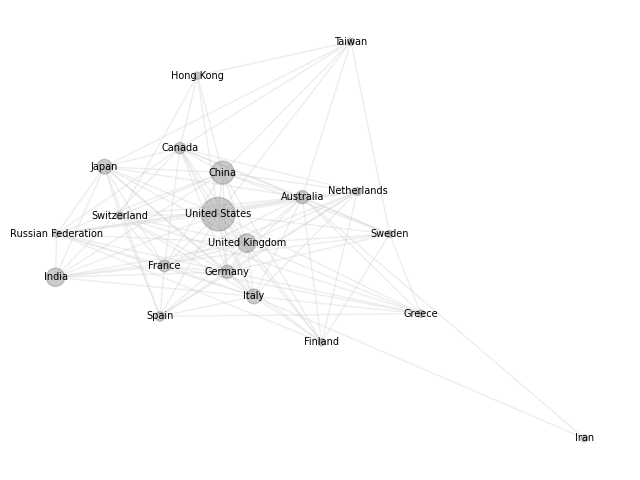 Taiwan
Hong Kong
Canada
Japan
China
Netherlands
Australia
Switzerland
United States
Russian Federation
Sweden
United Kingdom
France
Germany
India
Italy
Spain
Greece
Finland
Iran